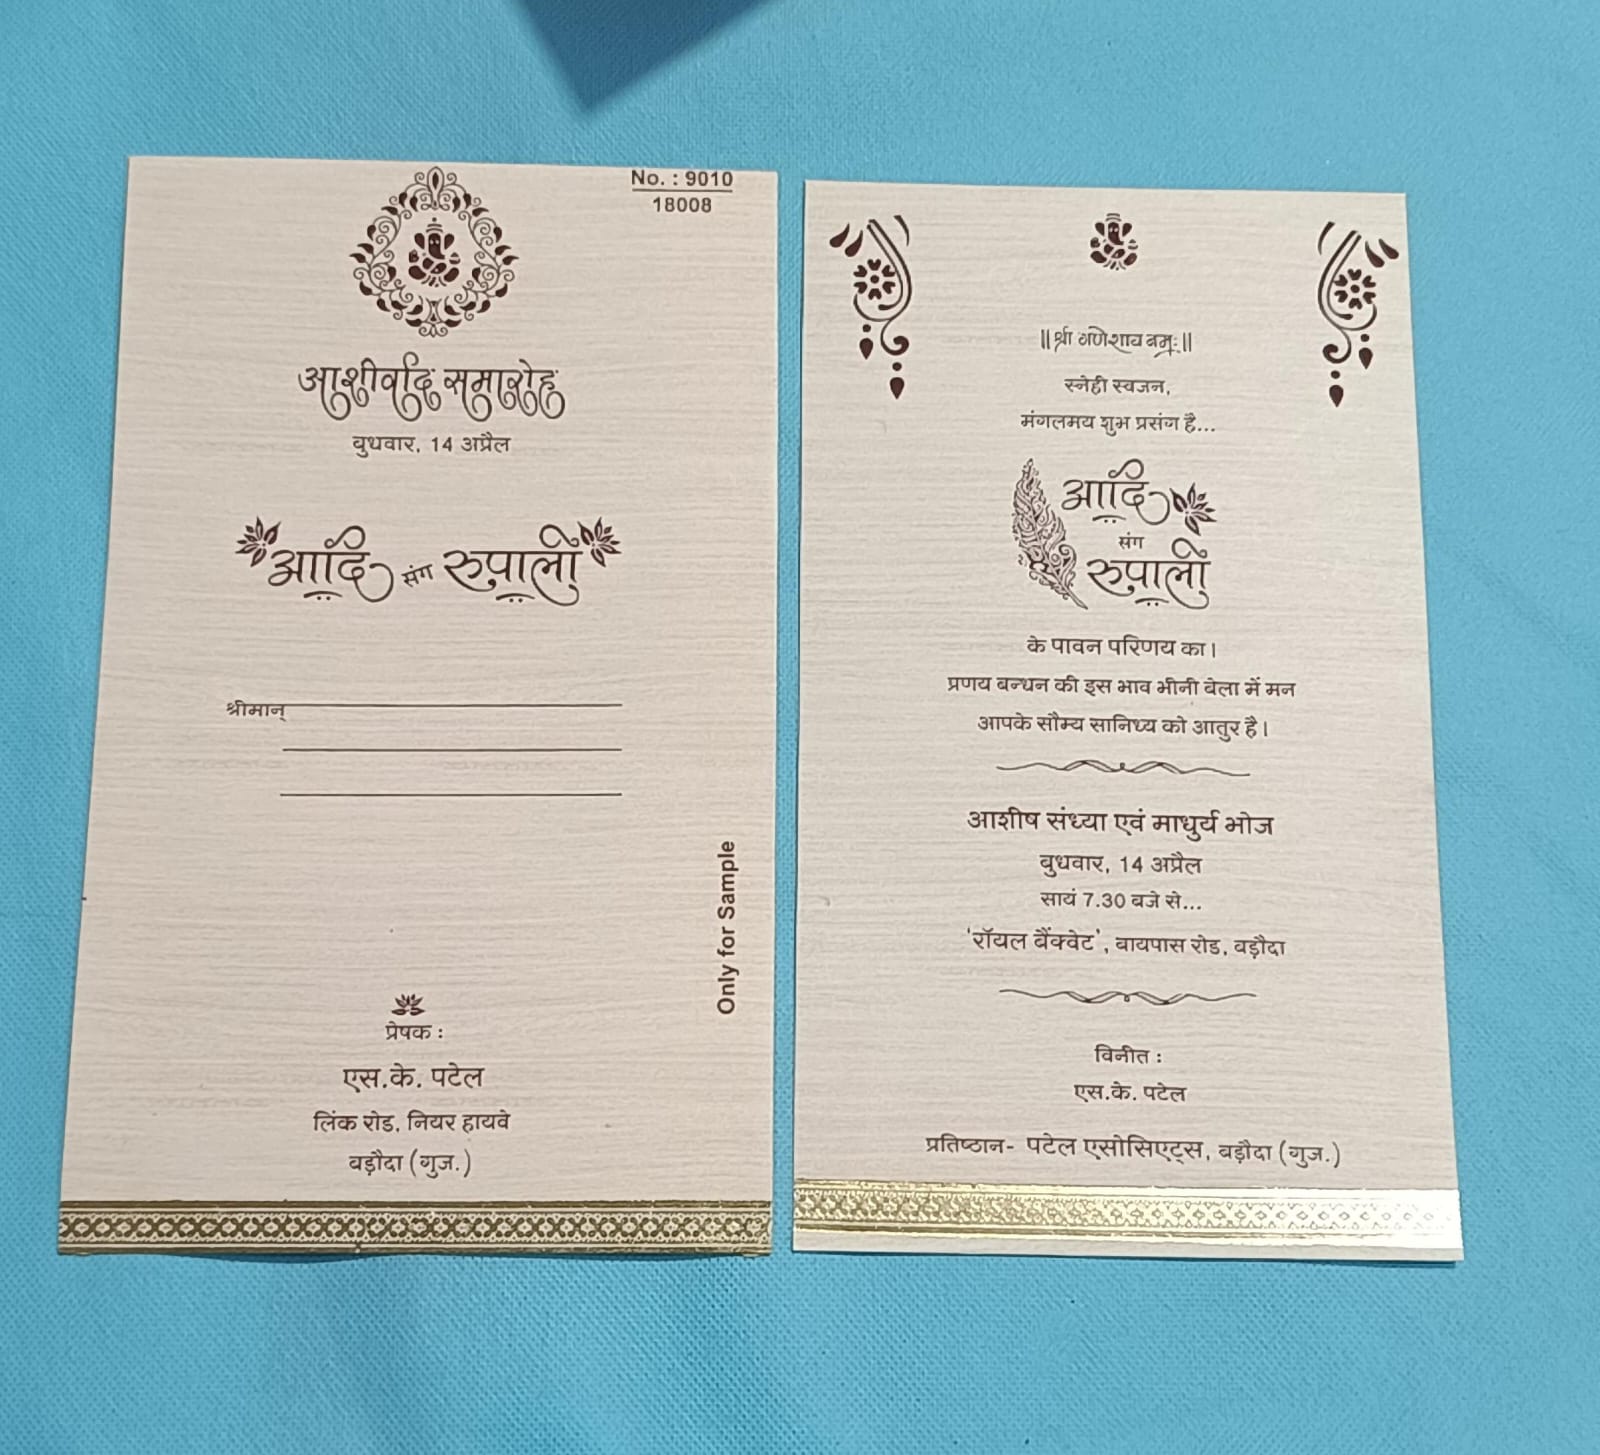 No. : 9010
18008
आशीर्वाद समारोह
बुधवार, 14 अप्रैल
आदि संग रुपाली
श्रीमान्
Only for Sample
प्रेषक :
एस.के. पटेल
लिंक रोड, नियर हायवे
बड़ौदा (गुज.)
॥ श्री गणेशाय नमः ॥
स्नेही स्वजन,
मंगलमय शुभ प्रसंग है...
आदि
संग
रुपाली
के पावन परिणय का।
प्रणय बन्धन की इस भाव भीनी बेला में मन
आपके सौम्य सानिध्य को आतुर है।
आशीष संध्या एवं माधुर्य भोज
बुधवार, 14 अप्रैल
सायं 7.30 बजे से...
'रॉयल बैंक्वेट', बायपास रोड, बड़ौदा
विनीत :
एस.के. पटेल
प्रतिष्ठान- पटेल एसोसिएट्स, बड़ौदा (गुज.)